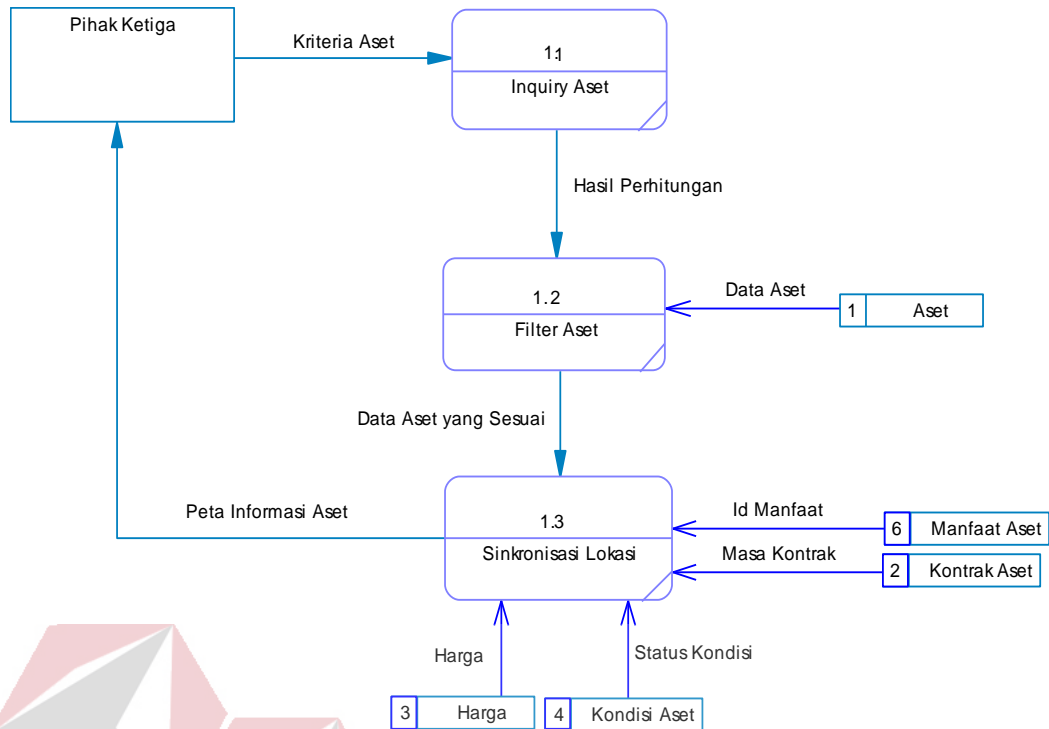 Pihak Ketiga
Kriteria Aset
1.1
Inquiry Aset
Hasil Perhitungan
1.2
Filter Aset
Data Aset
1 Aset
Data Aset yang Sesuai
Peta Informasi Aset
1.3
Sinkronisasi Lokasi
Id Manfaat
6 Manfaat Aset
Masa Kontrak
2 Kontrak Aset
Harga
Status Kondisi
3 Harga
4 Kondisi Aset